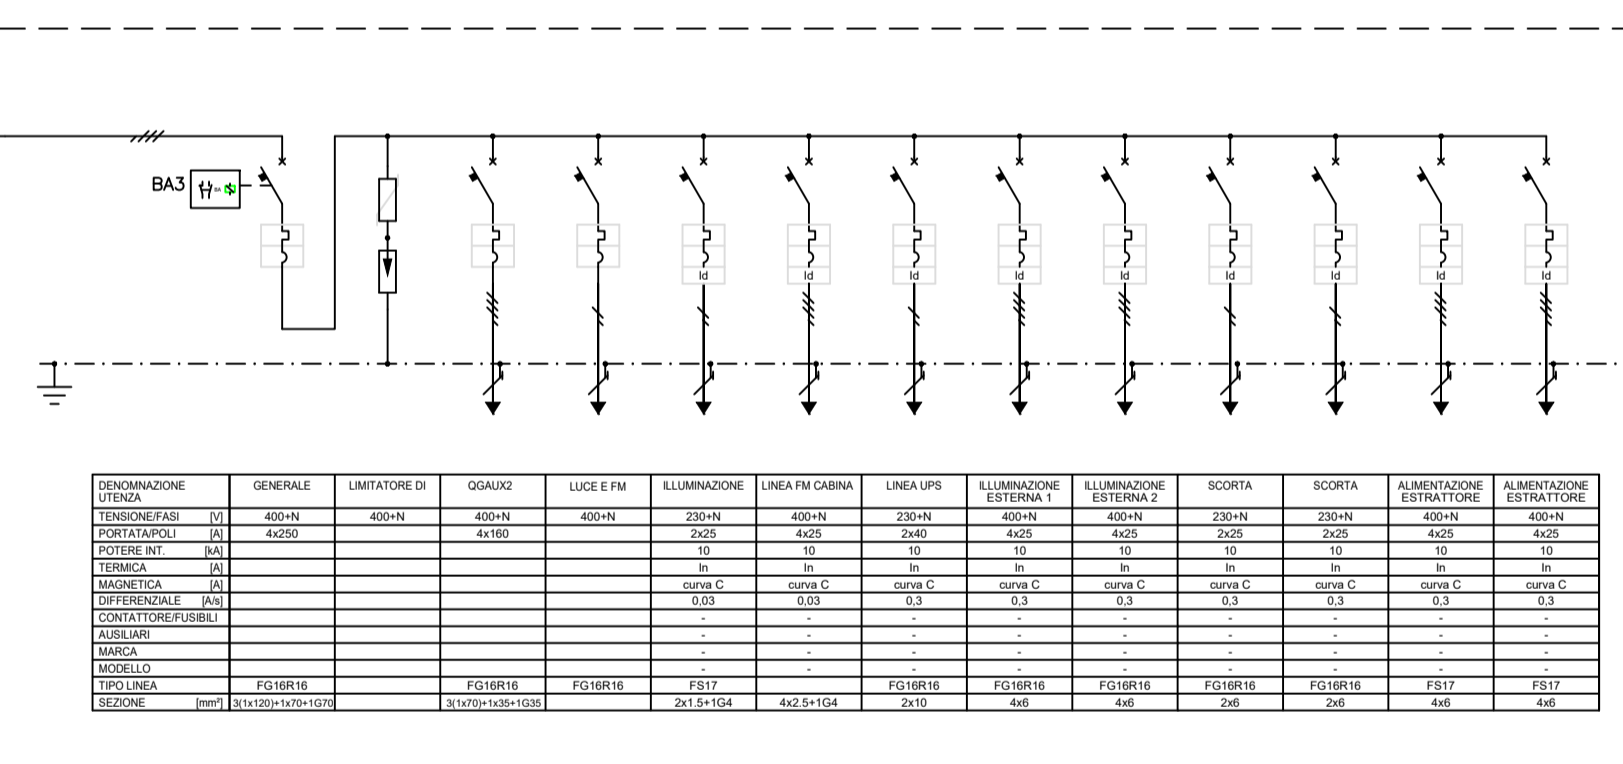 BA3
BA
Id Id Id Id Id Id Id Id Id
DENOMNAZIONE UTENZA GENERALE LIMITATORE DI QGAUX2 LUCE E FM ILLUMINAZIONE LINEA FM CABINA LINEA UPS ILLUMINAZIONE ESTERNA 1 ILLUMINAZIONE ESTERNA 2 SCORTA SCORTA ALIMENTAZIONE ESTRATTORE ALIMENTAZIONE ESTRATTORE
TENSIONE/FASI [V] 400+N 400+N 400+N 400+N 230+N 400+N 230+N 400+N 400+N 230+N 230+N 400+N 400+N
PORTATA/POLI [A] 4x250 4x160 2x25 4x25 2x40 4x25 4x25 2x25 2x25 4x25 4x25
POTERE INT. [kA] 10 10 10 10 10 10 10 10 10
TERMICA [A] In In In In In In In In In
MAGNETICA [A] curva C curva C curva C curva C curva C curva C curva C curva C curva C
DIFFERENZIALE [A/s] 0,03 0,03 0,3 0,3 0,3 0,3 0,3 0,3 0,3
CONTATTORE/FUSIBILI - - - - - - - - -
AUSILIARI - - - - - - - - -
MARCA - - - - - - - - -
MODELLO - - - - - - - - -
TIPO LINEA FG16R16 FG16R16 FG16R16 FS17 FG16R16 FG16R16 FG16R16 FG16R16 FG16R16 FS17 FS17
SEZIONE [mm²] 3(1x120)+1x70+1G70 3(1x70)+1x35+1G35 2x1.5+1G4 4x2.5+1G4 2x10 4x6 4x6 2x6 2x6 4x6 4x6